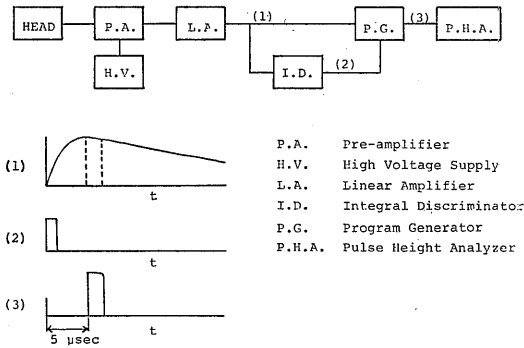 HEAD P.A. L.A. (1) P.G. (3) P.H.A.
H.V. I.D. (2)
P.A. Pre-amplifier
H.V. High Voltage Supply
L.A. Linear Amplifier
I.D. Integral Discriminator
P.G. Program Generator
P.H.A. Pulse Height Analyzer
(1)
t
(2)
t
(3)
5 μsec t